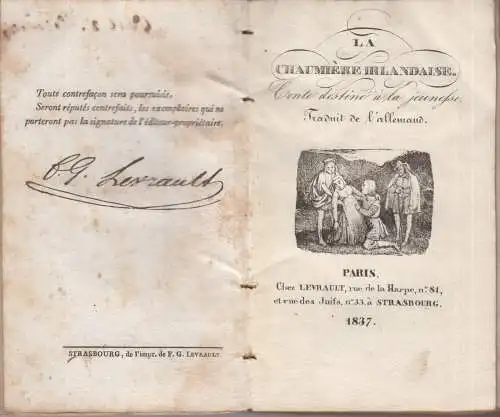 Toute contrefaçon sera poursuivie.
Seront réputés contrefaits, les exemplaires qui ne
porteront pas la signature de l'éditeur-propriétaire.
F. G. Levrault
STRASBOURG, de l'impr. de F. G. LEVRAULT.
LA
CHAUMIÈRE IRLANDAISE.
Conte destiné à la jeunesse,
Traduit de l'allemand.
PARIS,
Chez LEVRAULT, rue de la Harpe, n.° 81,
et rue des Juifs, n.° 33, à STRASBOURG.
1837.